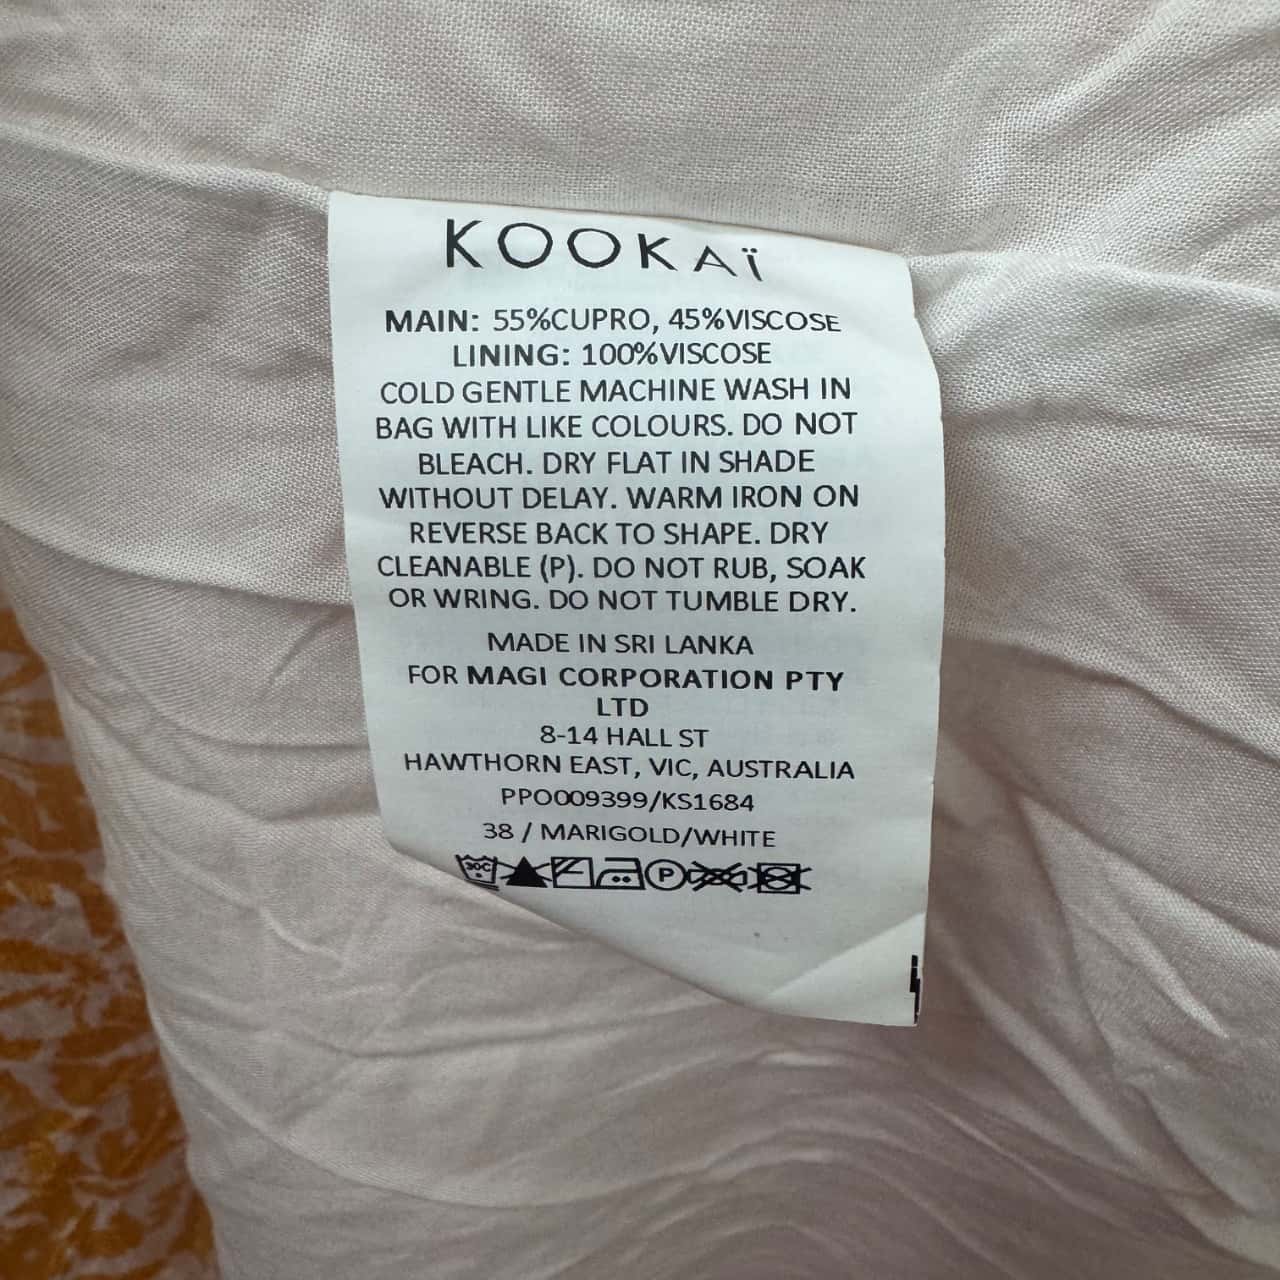 KOOKAÏ
MAIN: 55%CUPRO, 45%VISCOSE
LINING: 100%VISCOSE
COLD GENTLE MACHINE WASH IN
BAG WITH LIKE COLOURS. DO NOT
BLEACH. DRY FLAT IN SHADE
WITHOUT DELAY. WARM IRON ON
REVERSE BACK TO SHAPE. DRY
CLEANABLE (P). DO NOT RUB, SOAK
OR WRING. DO NOT TUMBLE DRY.
MADE IN SRI LANKA
FOR MAGI CORPORATION PTY
LTD
8-14 HALL ST
HAWTHORN EAST, VIC, AUSTRALIA
PPO009399/KS1684
38 / MARIGOLD/WHITE
30C P